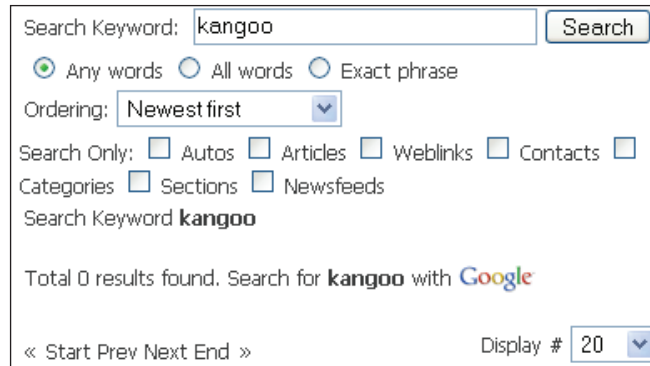 Search Keyword: kangoo Search
Any words All words Exact phrase
Ordering: Newest first
Search Only: Autos Articles Weblinks Contacts
Categories Sections Newsfeeds
Search Keyword kangoo
Total 0 results found. Search for kangoo with Google
« Start Prev Next End » Display # 20